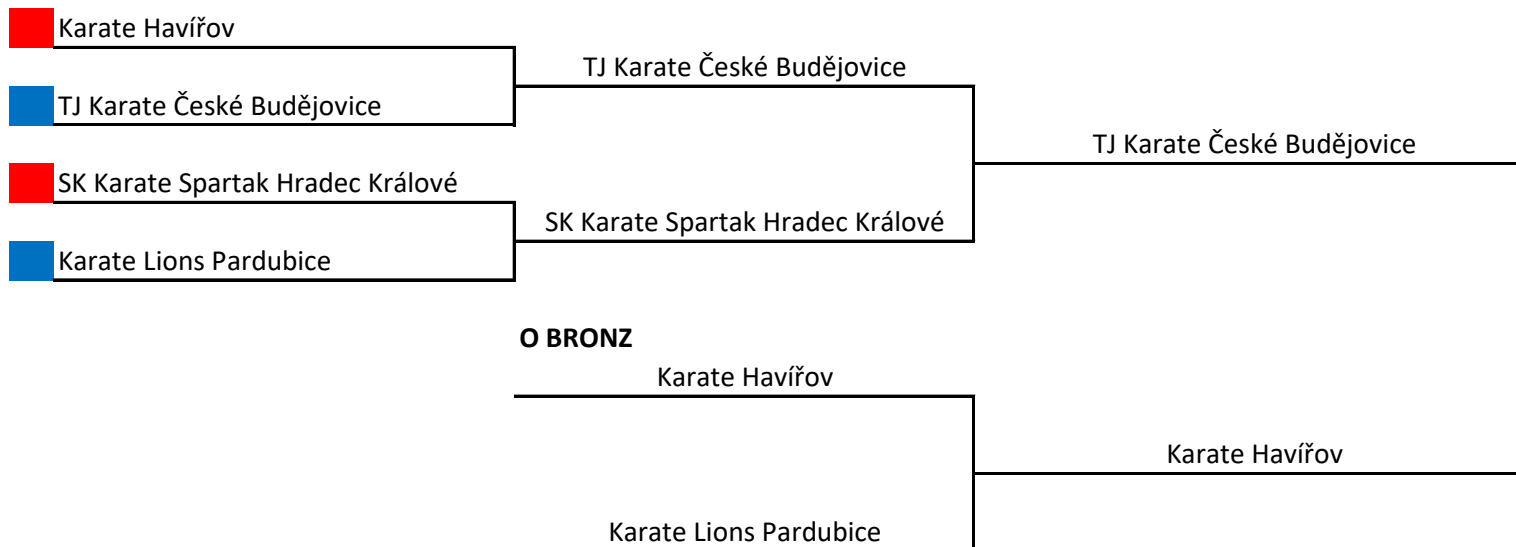 Karate Havířov
TJ Karate České Budějovice
TJ Karate České Budějovice
TJ Karate České Budějovice
SK Karate Spartak Hradec Králové
SK Karate Spartak Hradec Králové
Karate Lions Pardubice
O BRONZ
Karate Havířov
Karate Havířov
Karate Lions Pardubice